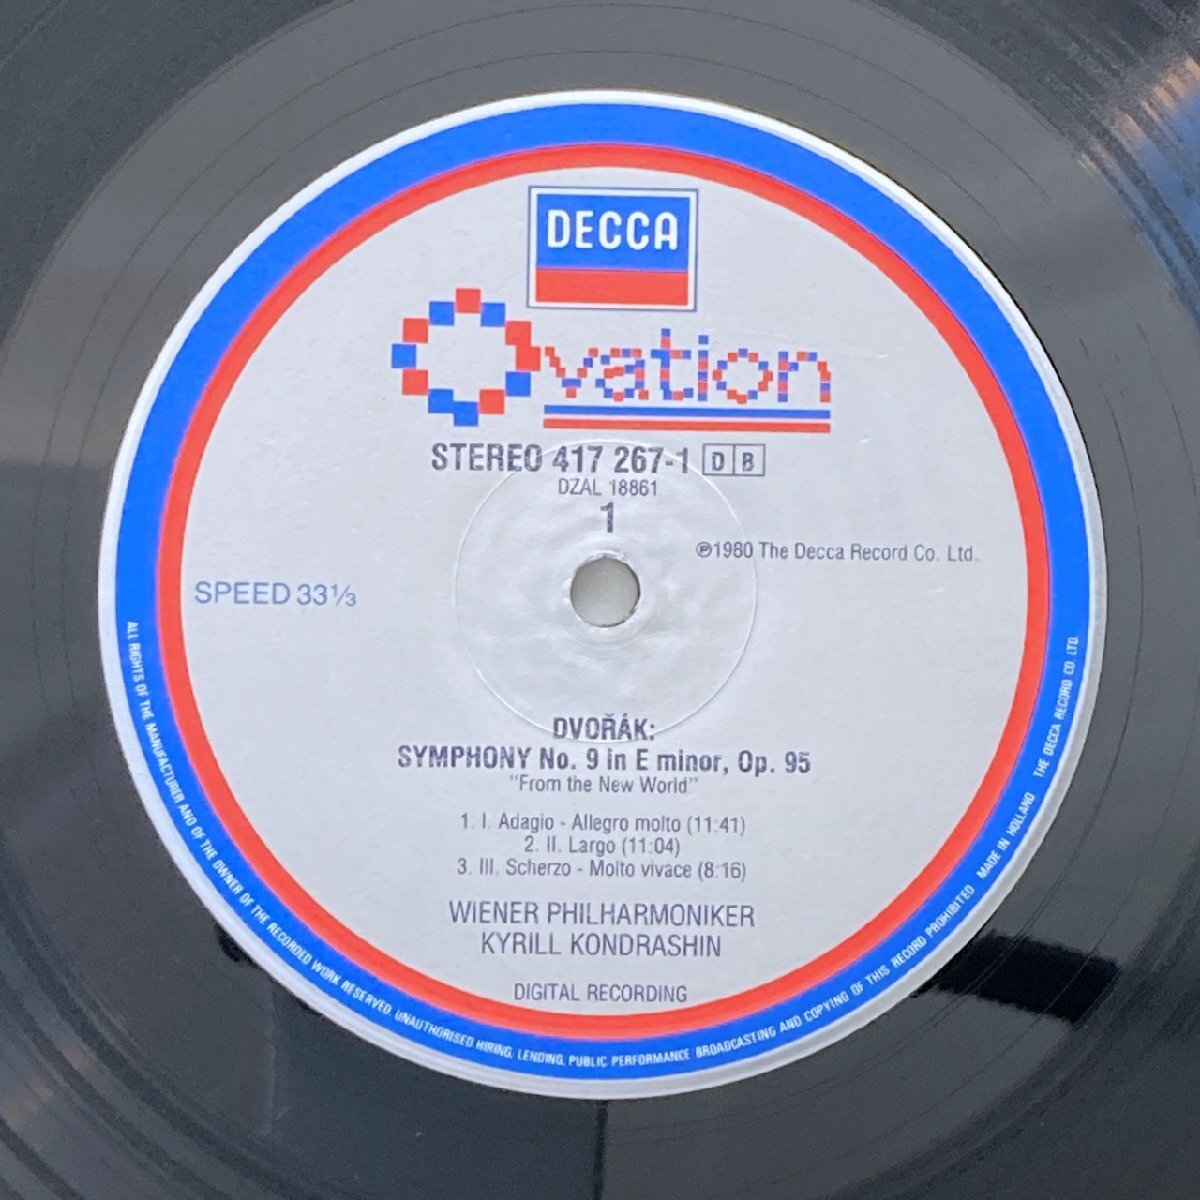 DECCA
Ovation
STEREO 417 267-1 D B
DZAL 18861
1
℗1980 The Decca Record Co. Ltd.
SPEED 33⅓
DVOŘÁK:
SYMPHONY No. 9 in E minor, Op. 95
"From the New World"
1. I. Adagio - Allegro molto (11:41)
2. II. Largo (11:04)
3. III. Scherzo - Molto vivace (8:16)
WIENER PHILHARMONIKER
KYRILL KONDRASHIN
DIGITAL RECORDING
ALL RIGHTS OF THE MANUFACTURER AND OF THE OWNER OF THE RECORDED WORK RESERVED. UNAUTHORISED HIRING, LENDING, PUBLIC PERFORMANCE BROADCASTING AND COPYING OF THIS RECORD PROHIBITED MADE IN HOLLAND THE DECCA RECORD CO. LTD.